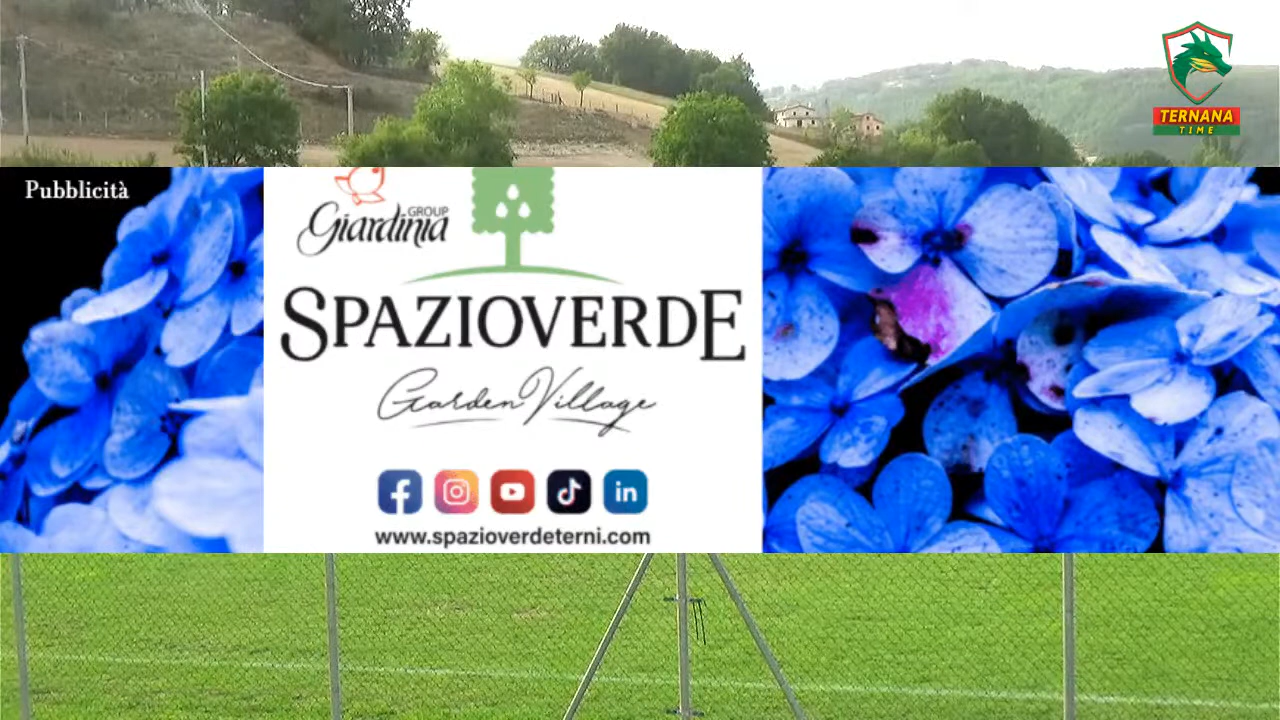 TERNANA
TIME
Pubblicità
Giardinia
GROUP
SPAZIOVERDE
Garden Village
www.spazioverdeterni.com